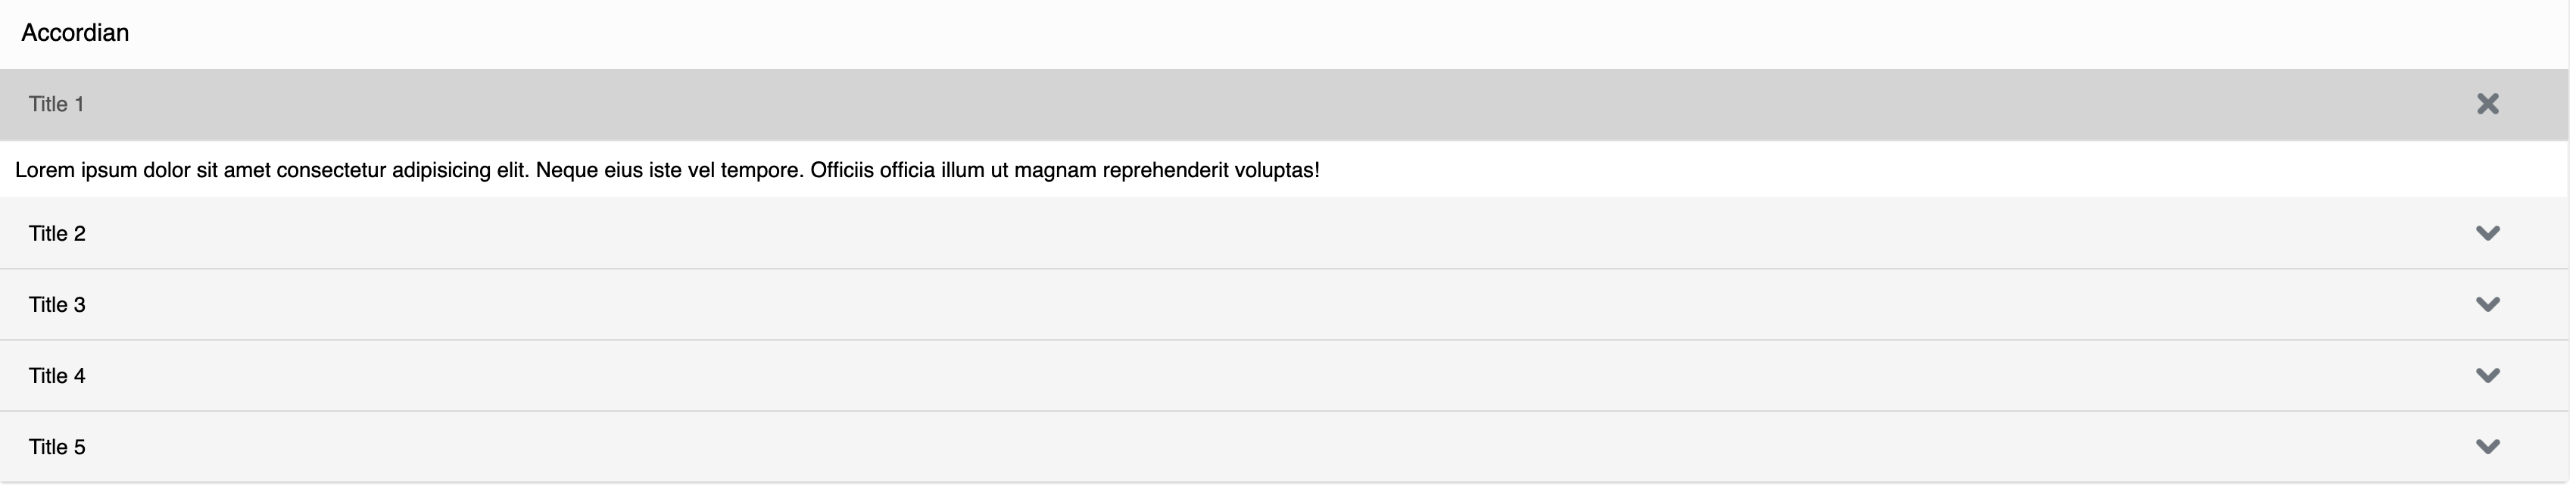 Accordian
Title 1
Lorem ipsum dolor sit amet consectetur adipisicing elit. Neque eius iste vel tempore. Officiis officia illum ut magnam reprehenderit voluptas!
Title 2
Title 3
Title 4
Title 5